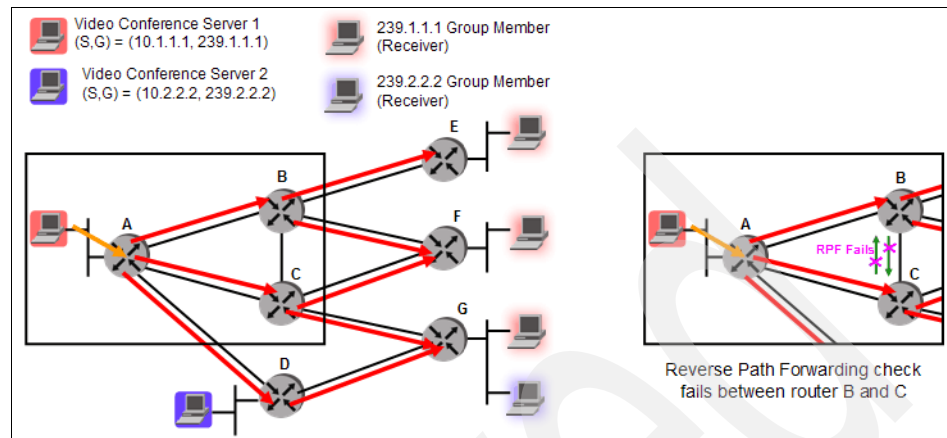 Video Conference Server 1
(S,G) = (10.1.1.1, 239.1.1.1)
Video Conference Server 2
(S,G) = (10.2.2.2, 239.2.2.2)
239.1.1.1 Group Member
(Receiver)
239.2.2.2 Group Member
(Receiver)
E
B
A
F
C
G
D
B
A
RPF Fails
C
Reverse Path Forwarding check
fails between router B and C